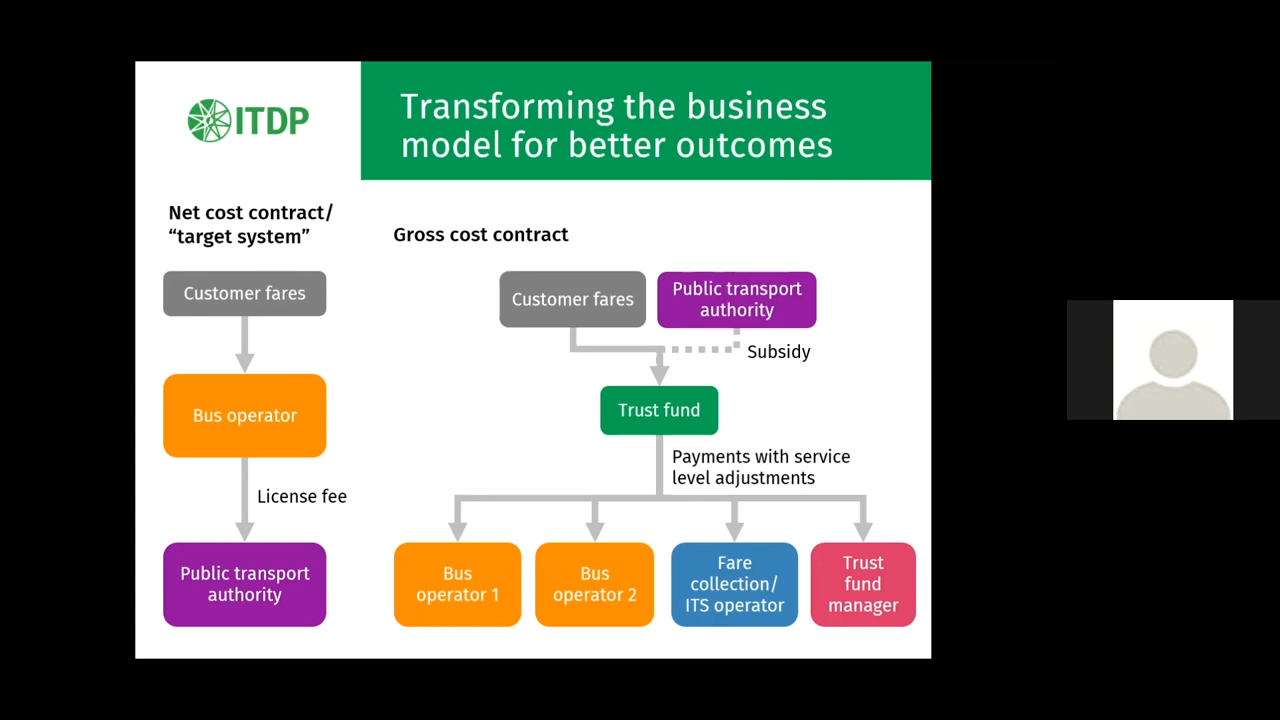 ITDP
Transforming the business
model for better outcomes
Net cost contract/
“target system”
Customer fares
Bus operator
License fee
Public transport
authority
Gross cost contract
Customer fares
Public transport
authority
Subsidy
Trust fund
Payments with service
level adjustments
Bus
operator 1
Bus
operator 2
Fare
collection/
ITS operator
Trust
fund
manager